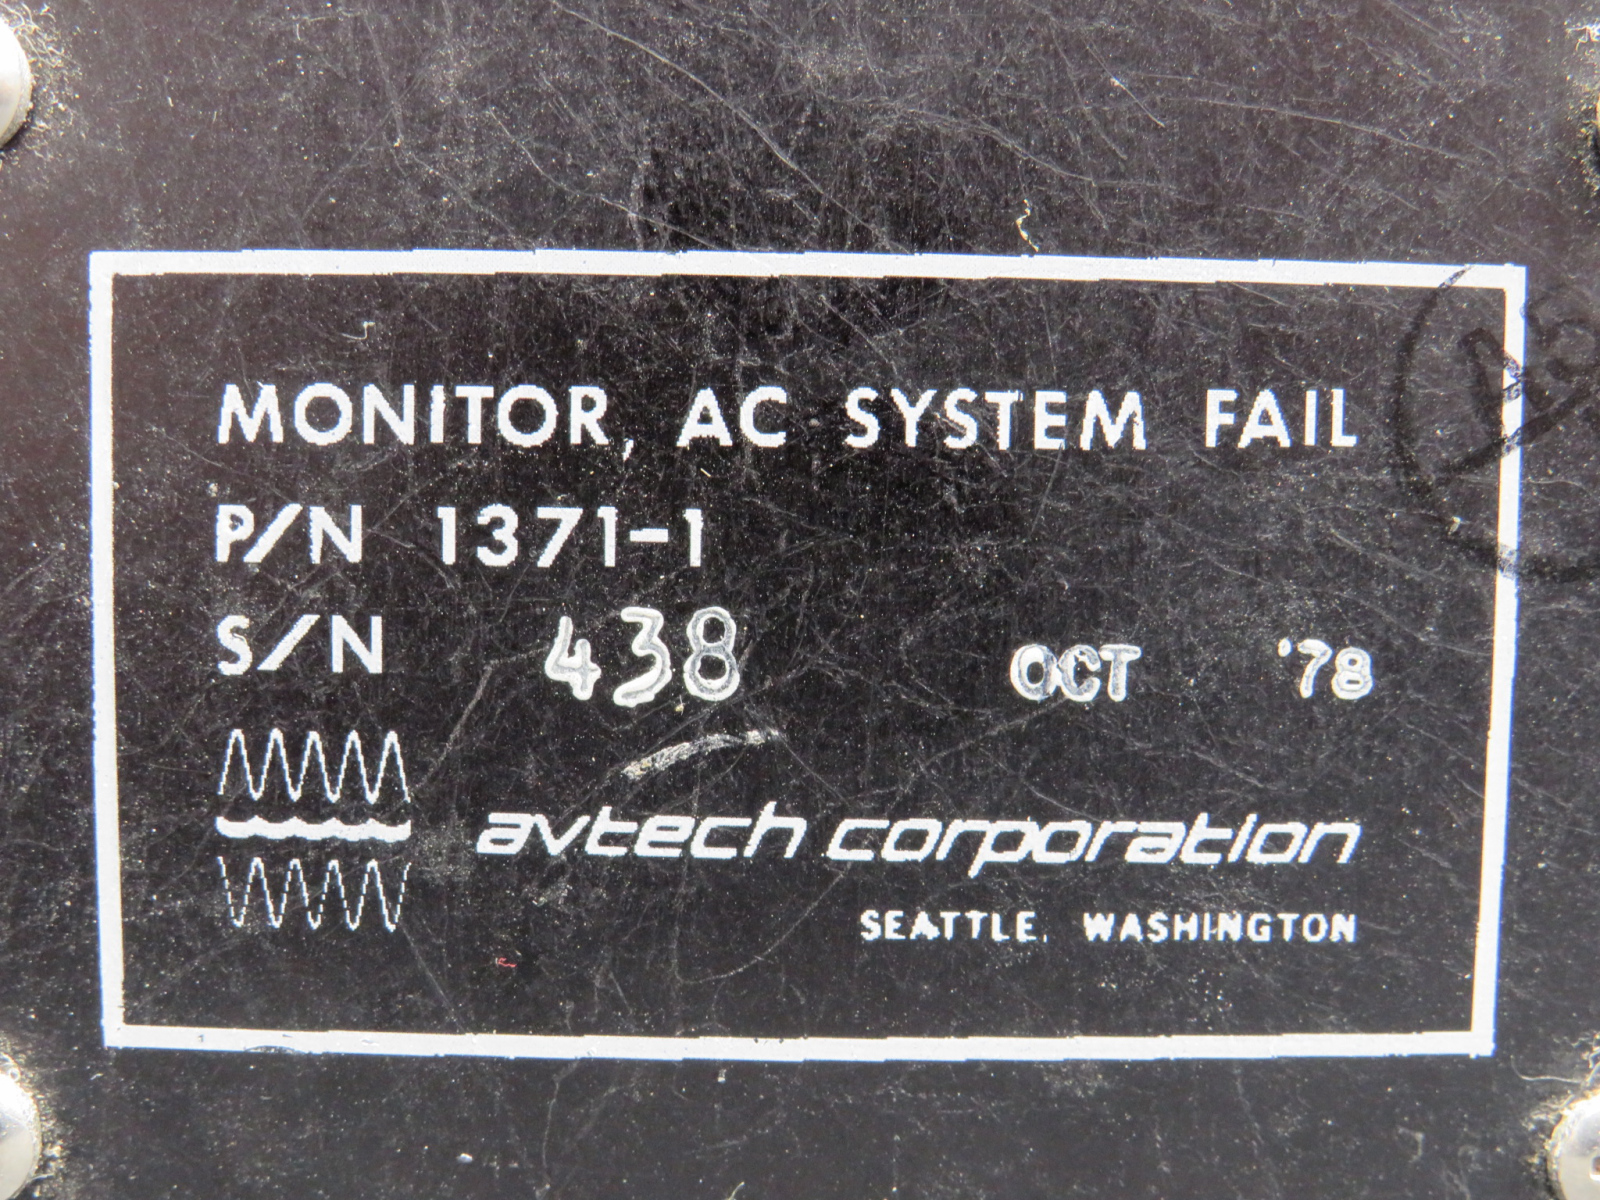 MONITOR, AC SYSTEM FAIL
P/N 1371-1
S/N 438 OCT '78
avtech corporation
SEATTLE, WASHINGTON